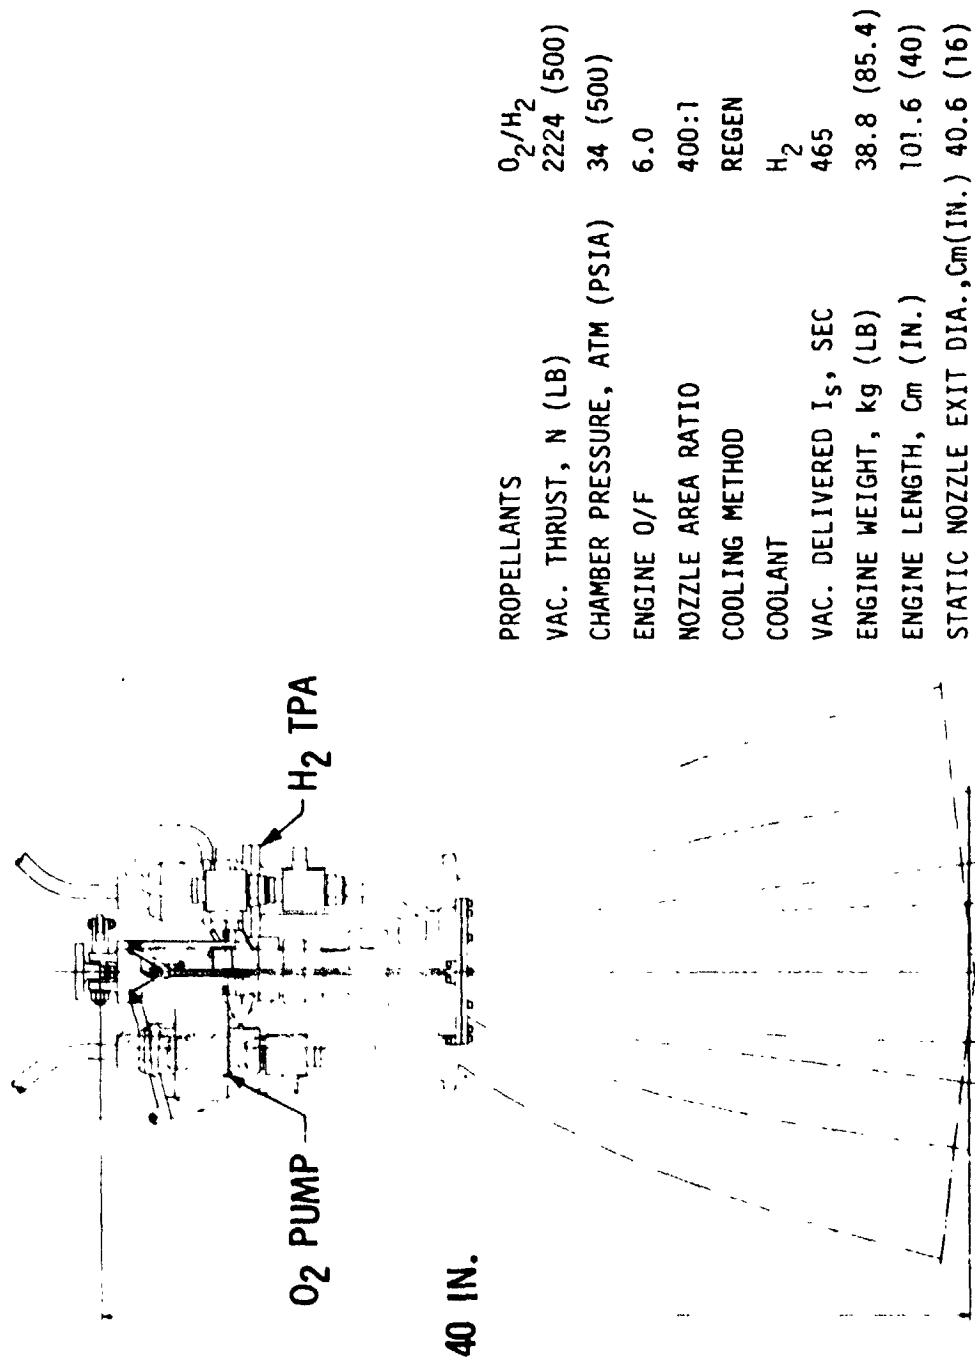 O2 PUMP
H2 TPA
40 IN.
PROPELLANTS O2/H2
VAC. THRUST, N (LB) 2224 (500)
CHAMBER PRESSURE, ATM (PSIA) 34 (500)
ENGINE O/F 6.0
NOZZLE AREA RATIO 400:1
COOLING METHOD REGEN
COOLANT H2
VAC. DELIVERED IS, SEC 465
ENGINE WEIGHT, kg (LB) 38.8 (85.4)
ENGINE LENGTH, Cm (IN.) 101.6 (40)
STATIC NOZZLE EXIT DIA.,Cm(IN.) 40.6 (16)